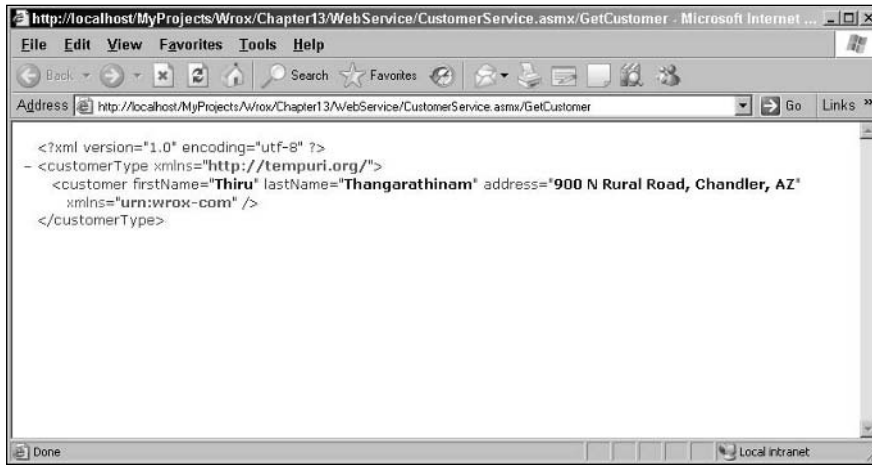 http://localhost/MyProjects/Wrox/Chapter13/WebService/CustomerService.asmx/GetCustomer - Microsoft Internet ...
File Edit View Favorites Tools Help
Back Search Favorites
Address http://localhost/MyProjects/Wrox/Chapter13/WebService/CustomerService.asmx/GetCustomer Go Links »
<?xml version="1.0" encoding="utf-8" ?>
- <customerType xmlns="http://tempuri.org/">
<customer firstName="Thiru" lastName="Thangarathinam" address="900 N Rural Road, Chandler, AZ"
xmlns="urn:wrox-com" />
</customerType>
Done Local intranet